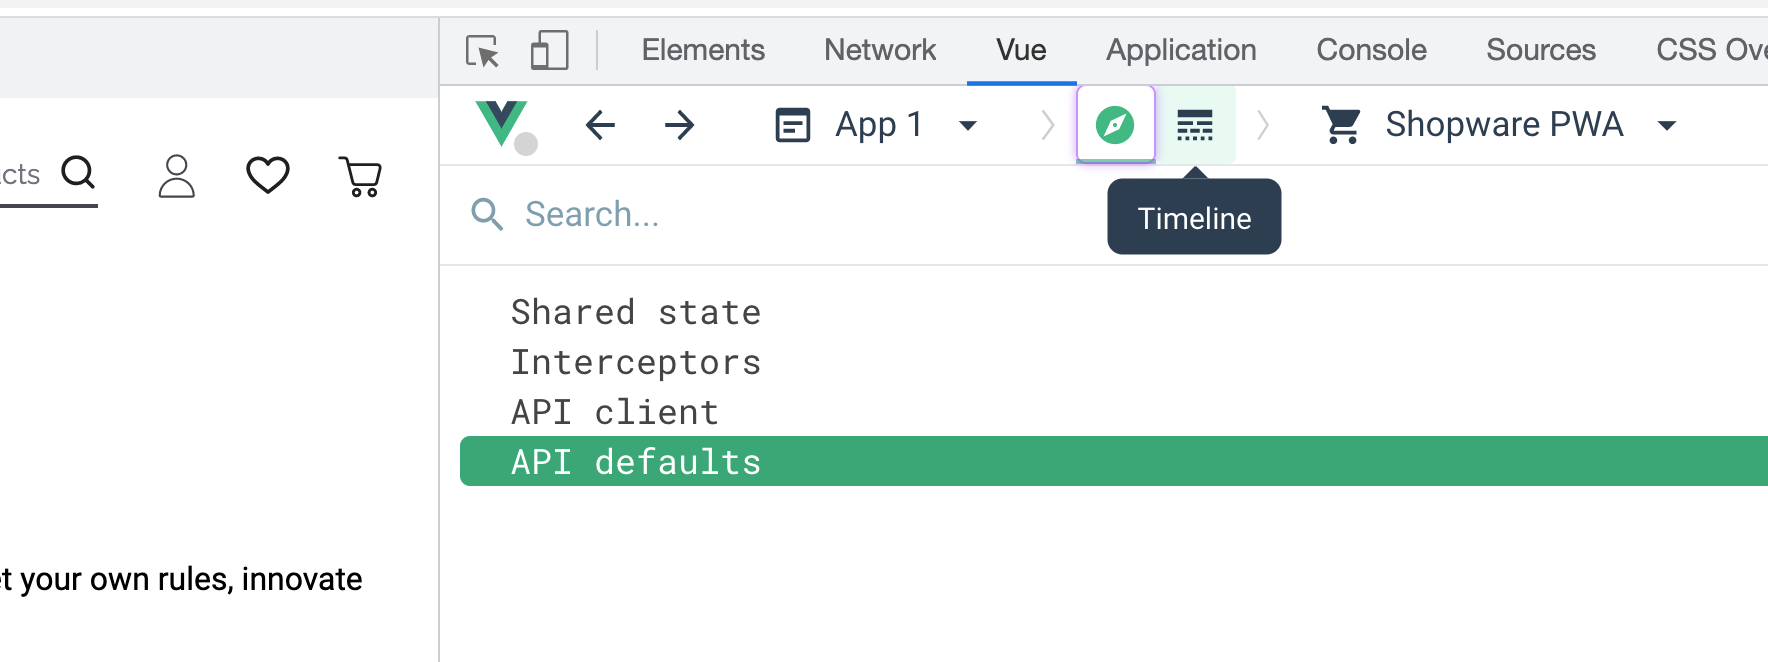 Elements Network Vue Application Console Sources CSS Ove
App 1 Shopware PWA
cts
Search...
Timeline
Shared state
Interceptors
API client
API defaults
t your own rules, innovate